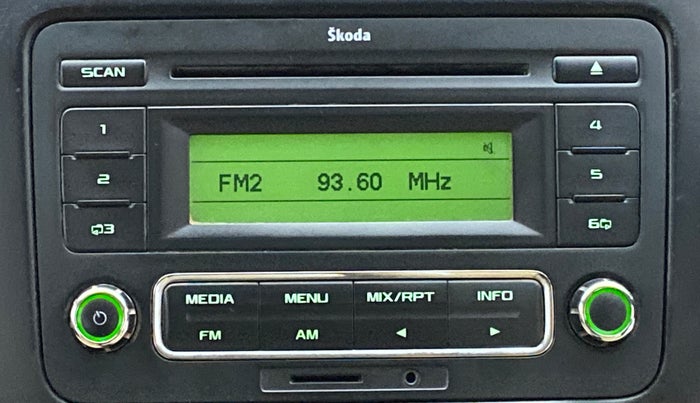 Škoda
SCAN
1
4
2
FM2 93.60 MHz
5
3
6
MEDIA MENU MIX/RPT INFO
FM AM